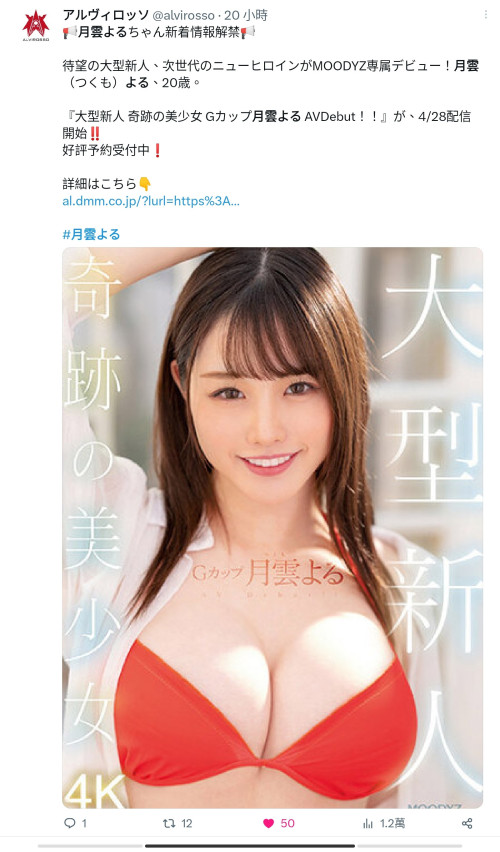 アルヴィロッソ @alvirosso · 20 小時
📢月雲よるちゃん新着情報解禁📢
待望の大型新人、次世代のニューヒロインがMOODYZ専属デビュー！月雲
（つくも）よる、20歳。
『大型新人 奇跡の美少女 Gカップ月雲よる AVDebut！！』が、4/28配信
開始‼️
好評予約受付中❗
詳細はこちら👇
al.dmm.co.jp/?lurl=https%3A...
#月雲よる
ALVIROSSO
大型新人
奇跡の美少女
Gカップ 月雲よる
4K
MOODYZ
1 12 50 1.2萬